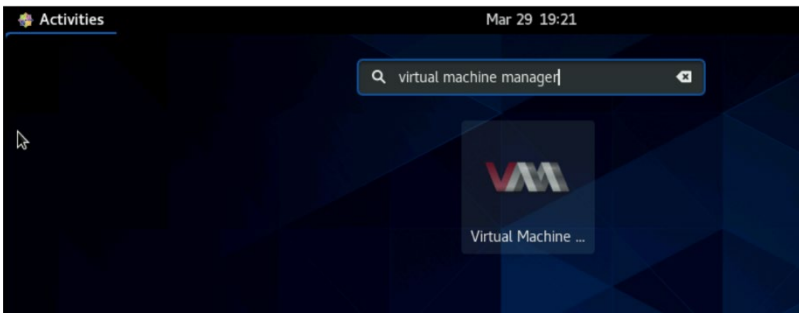 Activities
Mar 29 19:21
virtual machine manager
VM
Virtual Machine ...